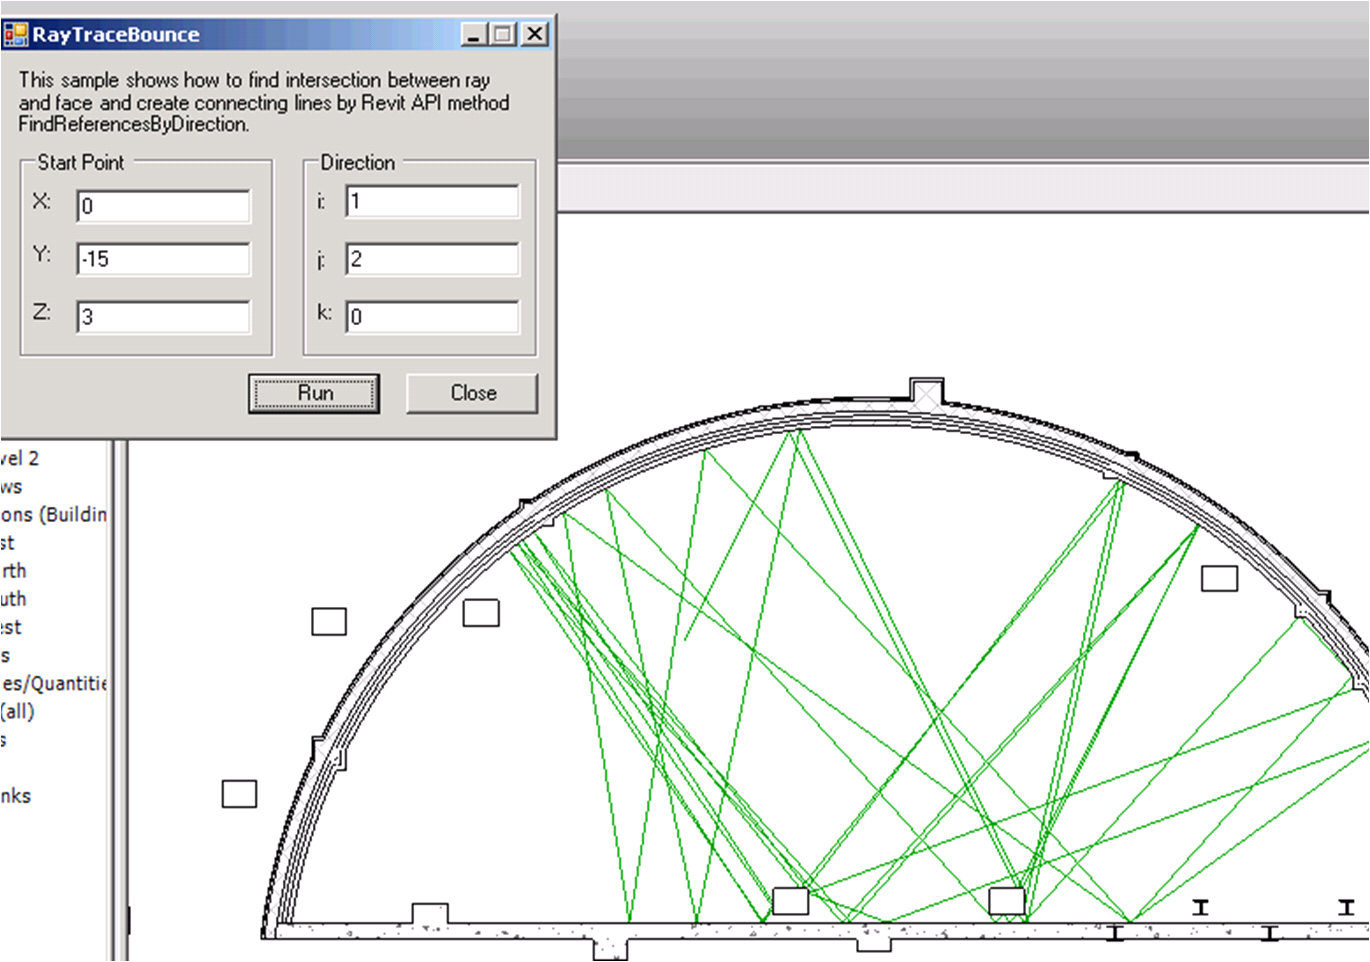 RayTraceBounce
This sample shows how to find intersection between ray
and face and create connecting lines by Revit API method
FindReferencesByDirection.
Start Point
Direction
X: 0
i: 1
Y: -15
j: 2
Z: 3
k: 0
Run
Close
vel 2
ws
ons (Buildin
st
rth
uth
est
s
es/Quantitie
(all)
s
nks